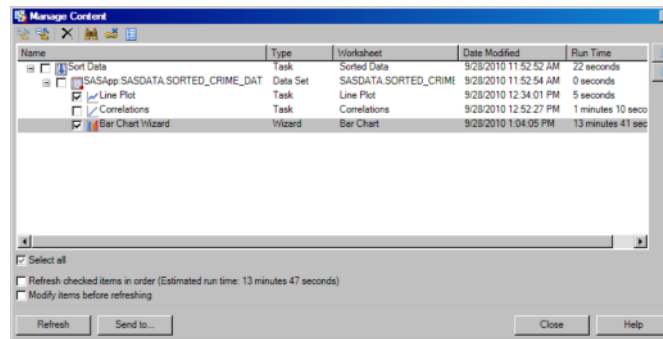 Manage Content
Name Type Worksheet Date Modified Run Time
Sort Data Task Sorted Data 9/28/2010 11:52:52 AM 22 seconds
SASApp:SASDATA.SORTED_CRIME_DAT Data Set SASDATA.SORTED_CRIME 9/28/2010 11:52:54 AM 0 seconds
Line Plot Task Line Plot 9/28/2010 12:34:01 PM 5 seconds
Correlations Task Correlations 9/28/2010 12:52:27 PM 1 minutes 10 seco
Bar Chart Wizard Wizard Bar Chart 9/28/2010 1:04:05 PM 13 minutes 41 sec
Select all
Refresh checked items in order (Estimated run time: 13 minutes 47 seconds)
Modify items before refreshing
Refresh Send to... Close Help